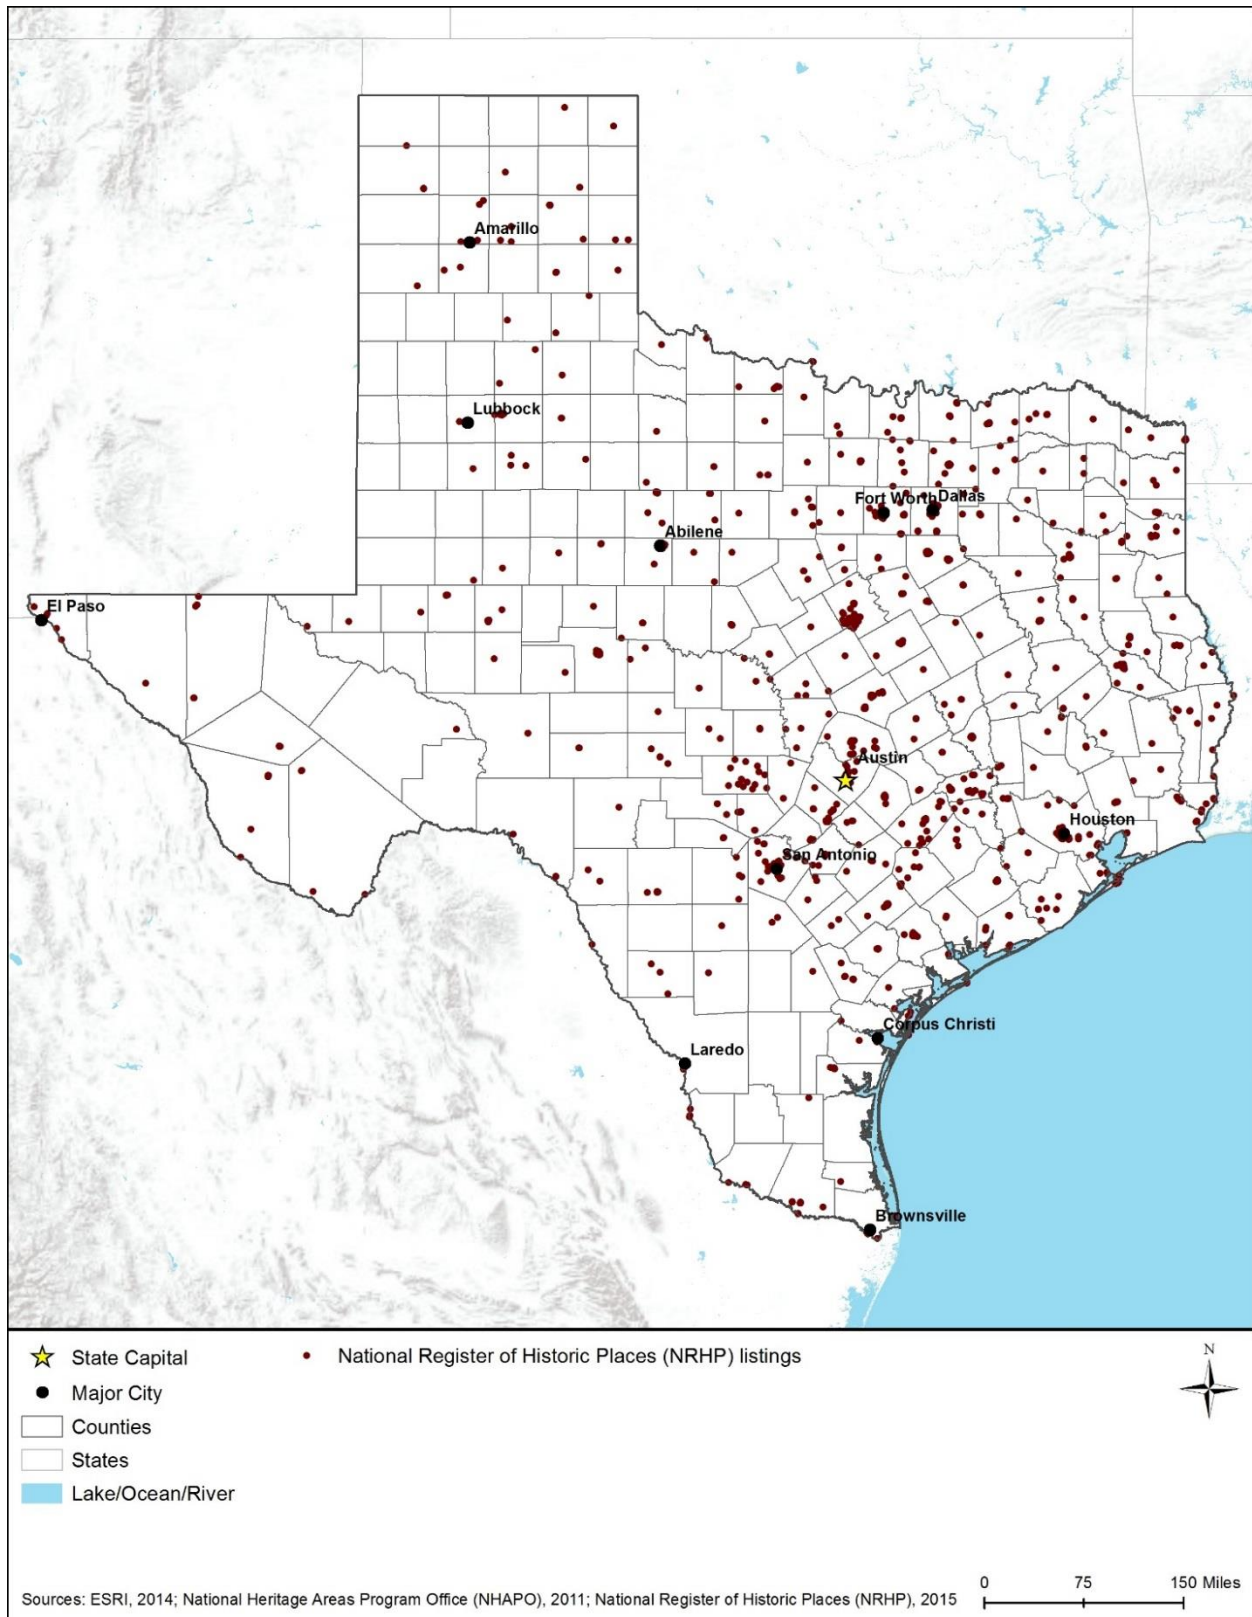 Amarillo
Lubbock
Fort Worth
Dallas
Abilene
El Paso
Austin
Houston
San Antonio
Corpus Christi
Laredo
Brownsville
State Capital
National Register of Historic Places (NRHP) listings
N
Major City
Counties
States
Lake/Ocean/River
0 75 150 Miles
Sources: ESRI, 2014; National Heritage Areas Program Office (NHAPO), 2011; National Register of Historic Places (NRHP), 2015